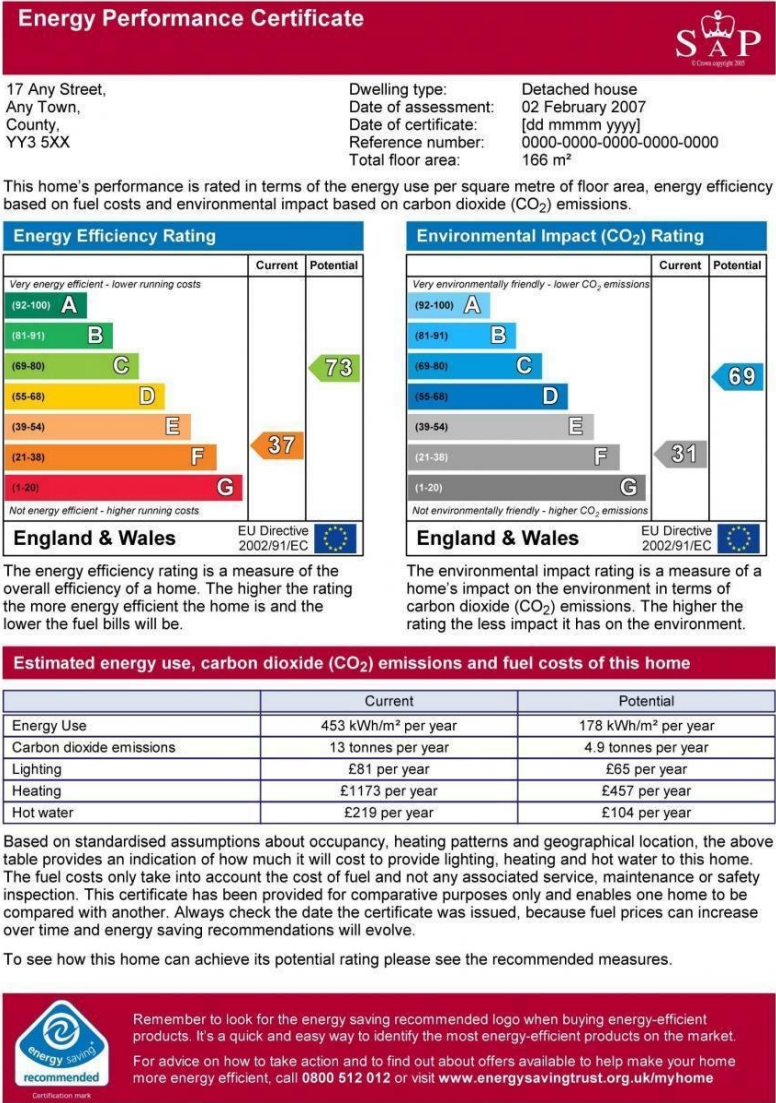 Energy Performance Certificate
SAP
© Crown copyright 2005
17 Any Street,
Any Town,
County,
YY3 5XX
Dwelling type: Detached house
Date of assessment: 02 February 2007
Date of certificate: [dd mmmm yyyy]
Reference number: 0000-0000-0000-0000-0000
Total floor area: 166 m²
This home's performance is rated in terms of the energy use per square metre of floor area, energy efficiency
based on fuel costs and environmental impact based on carbon dioxide (CO₂) emissions.
Energy Efficiency Rating
Current Potential
Very energy efficient - lower running costs
(92-100) A
(81-91) B
(69-80) C
73
(55-68) D
(39-54) E
37
(21-38) F
(1-20) G
Not energy efficient - higher running costs
England & Wales
EU Directive
2002/91/EC
The energy efficiency rating is a measure of the
overall efficiency of a home. The higher the rating
the more energy efficient the home is and the
lower the fuel bills will be.
Environmental Impact (CO₂) Rating
Current Potential
Very environmentally friendly - lower CO₂ emissions
(92-100) A
(81-91) B
(69-80) C
69
(55-68) D
(39-54) E
31
(21-38) F
(1-20) G
Not environmentally friendly - higher CO₂ emissions
England & Wales
EU Directive
2002/91/EC
The environmental impact rating is a measure of a
home's impact on the environment in terms of
carbon dioxide (CO₂) emissions. The higher the
rating the less impact it has on the environment.
Estimated energy use, carbon dioxide (CO₂) emissions and fuel costs of this home
Current Potential
Energy Use 453 kWh/m² per year 178 kWh/m² per year
Carbon dioxide emissions 13 tonnes per year 4.9 tonnes per year
Lighting £81 per year £65 per year
Heating £1173 per year £457 per year
Hot water £219 per year £104 per year
Based on standardised assumptions about occupancy, heating patterns and geographical location, the above
table provides an indication of how much it will cost to provide lighting, heating and hot water to this home.
The fuel costs only take into account the cost of fuel and not any associated service, maintenance or safety
inspection. This certificate has been provided for comparative purposes only and enables one home to be
compared with another. Always check the date the certificate was issued, because fuel prices can increase
over time and energy saving recommendations will evolve.
To see how this home can achieve its potential rating please see the recommended measures.
energy saving
recommended
Certification mark
Remember to look for the energy saving recommended logo when buying energy-efficient
products. It's a quick and easy way to identify the most energy-efficient products on the market.
For advice on how to take action and to find out about offers available to help make your home
more energy efficient, call 0800 512 012 or visit www.energysavingtrust.org.uk/myhome